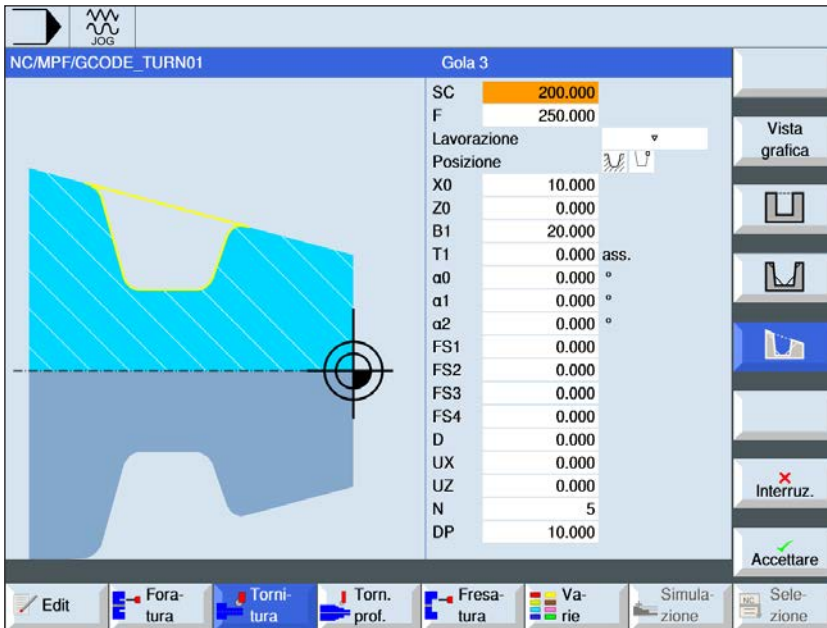 JOG
NC/MPF/GCODE_TURN01
Gola 3
SC 200.000
F 250.000
Lavorazione ▿
Posizione
X0 10.000
Z0 0.000
B1 20.000
T1 0.000 ass.
α0 0.000 °
α1 0.000 °
α2 0.000 °
FS1 0.000
FS2 0.000
FS3 0.000
FS4 0.000
D 0.000
UX 0.000
UZ 0.000
N 5
DP 10.000
Vista
grafica
Interruz.
Accettare
Edit
Fora-
tura
Torni-
tura
Torn.
prof.
Fresa-
tura
Va-
rie
Simula-
zione
NC
Sele-
zione